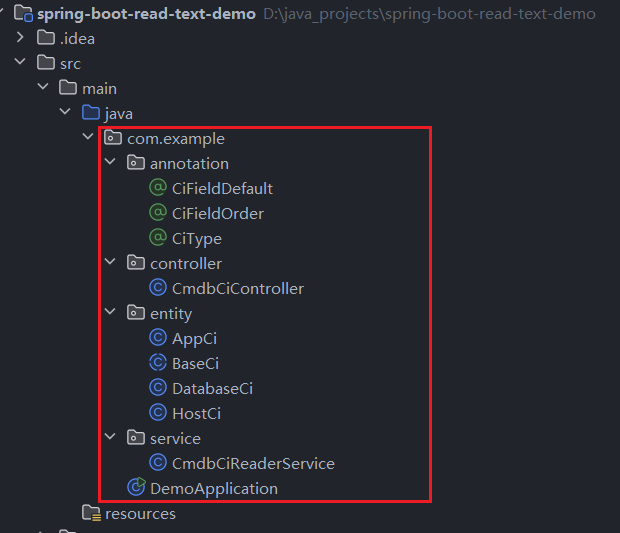 spring-boot-read-text-demo D:\java_projects\spring-boot-read-text-demo
.idea
src
main
java
com.example
annotation
CiFieldDefault
CiFieldOrder
CiType
controller
CmdbCiController
entity
AppCi
BaseCi
DatabaseCi
HostCi
service
CmdbCiReaderService
DemoApplication
resources